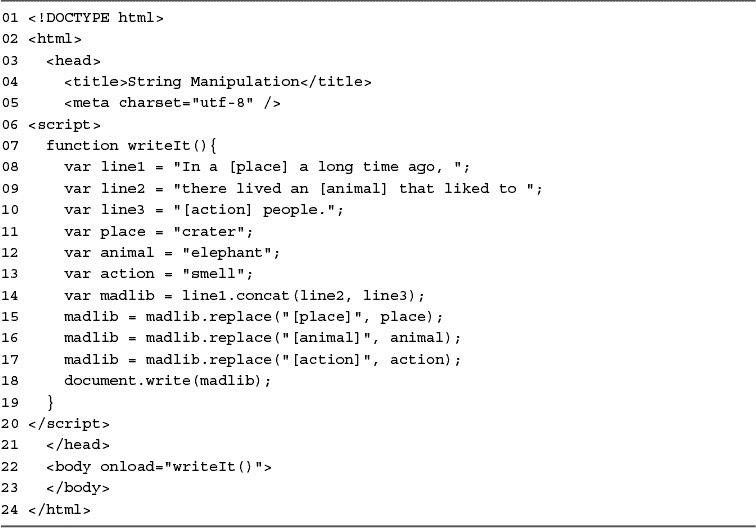 01 <!DOCTYPE html>
02 <html>
03   <head>
04     <title>String Manipulation</title>
05     <meta charset="utf-8" />
06 <script>
07   function writeIt(){
08     var line1 = "In a [place] a long time ago, ";
09     var line2 = "there lived an [animal] that liked to ";
10     var line3 = "[action] people.";
11     var place = "crater";
12     var animal = "elephant";
13     var action = "smell";
14     var madlib = line1.concat(line2, line3);
15     madlib = madlib.replace("[place]", place);
16     madlib = madlib.replace("[animal]", animal);
17     madlib = madlib.replace("[action]", action);
18     document.write(madlib);
19   }
20 </script>
21   </head>
22   <body onload="writeIt()">
23   </body>
24 </html>